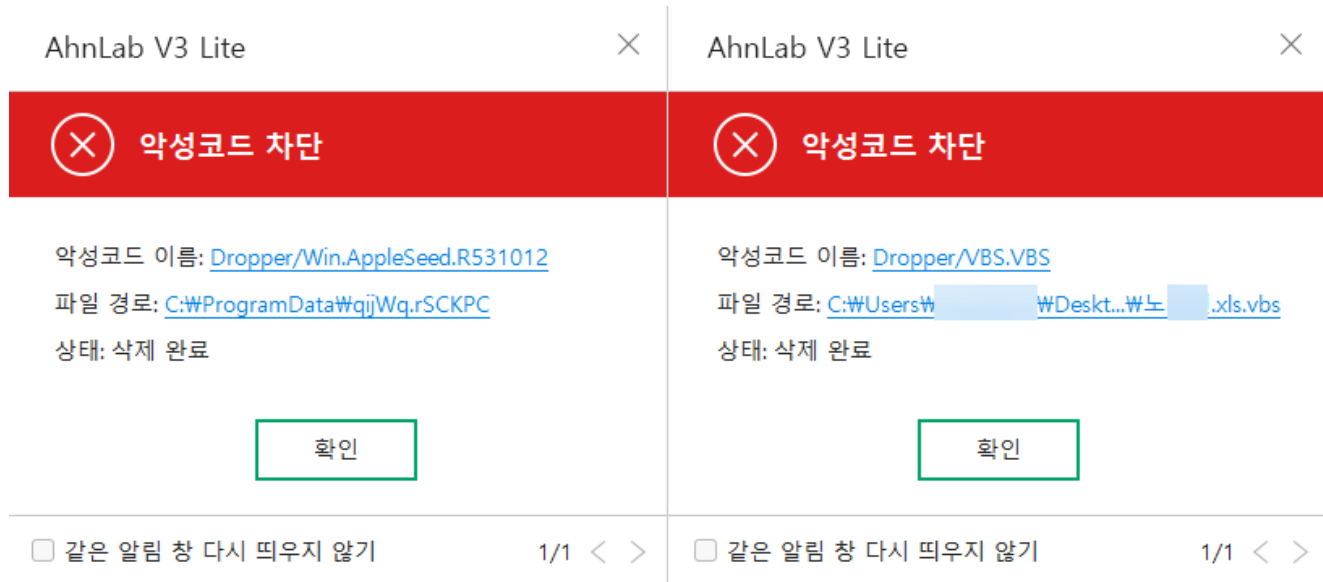 AhnLab V3 Lite
악성코드 차단
악성코드 이름: Dropper/Win.AppleSeed.R531012
파일 경로: C:₩ProgramData₩qijWq.rSCKPC
상태: 삭제 완료
확인
같은 알림 창 다시 띄우지 않기 1/1
AhnLab V3 Lite
악성코드 차단
악성코드 이름: Dropper/VBS.VBS
파일 경로: C:₩Users₩ ₩Deskt...₩노 .xls.vbs
상태: 삭제 완료
확인
같은 알림 창 다시 띄우지 않기 1/1